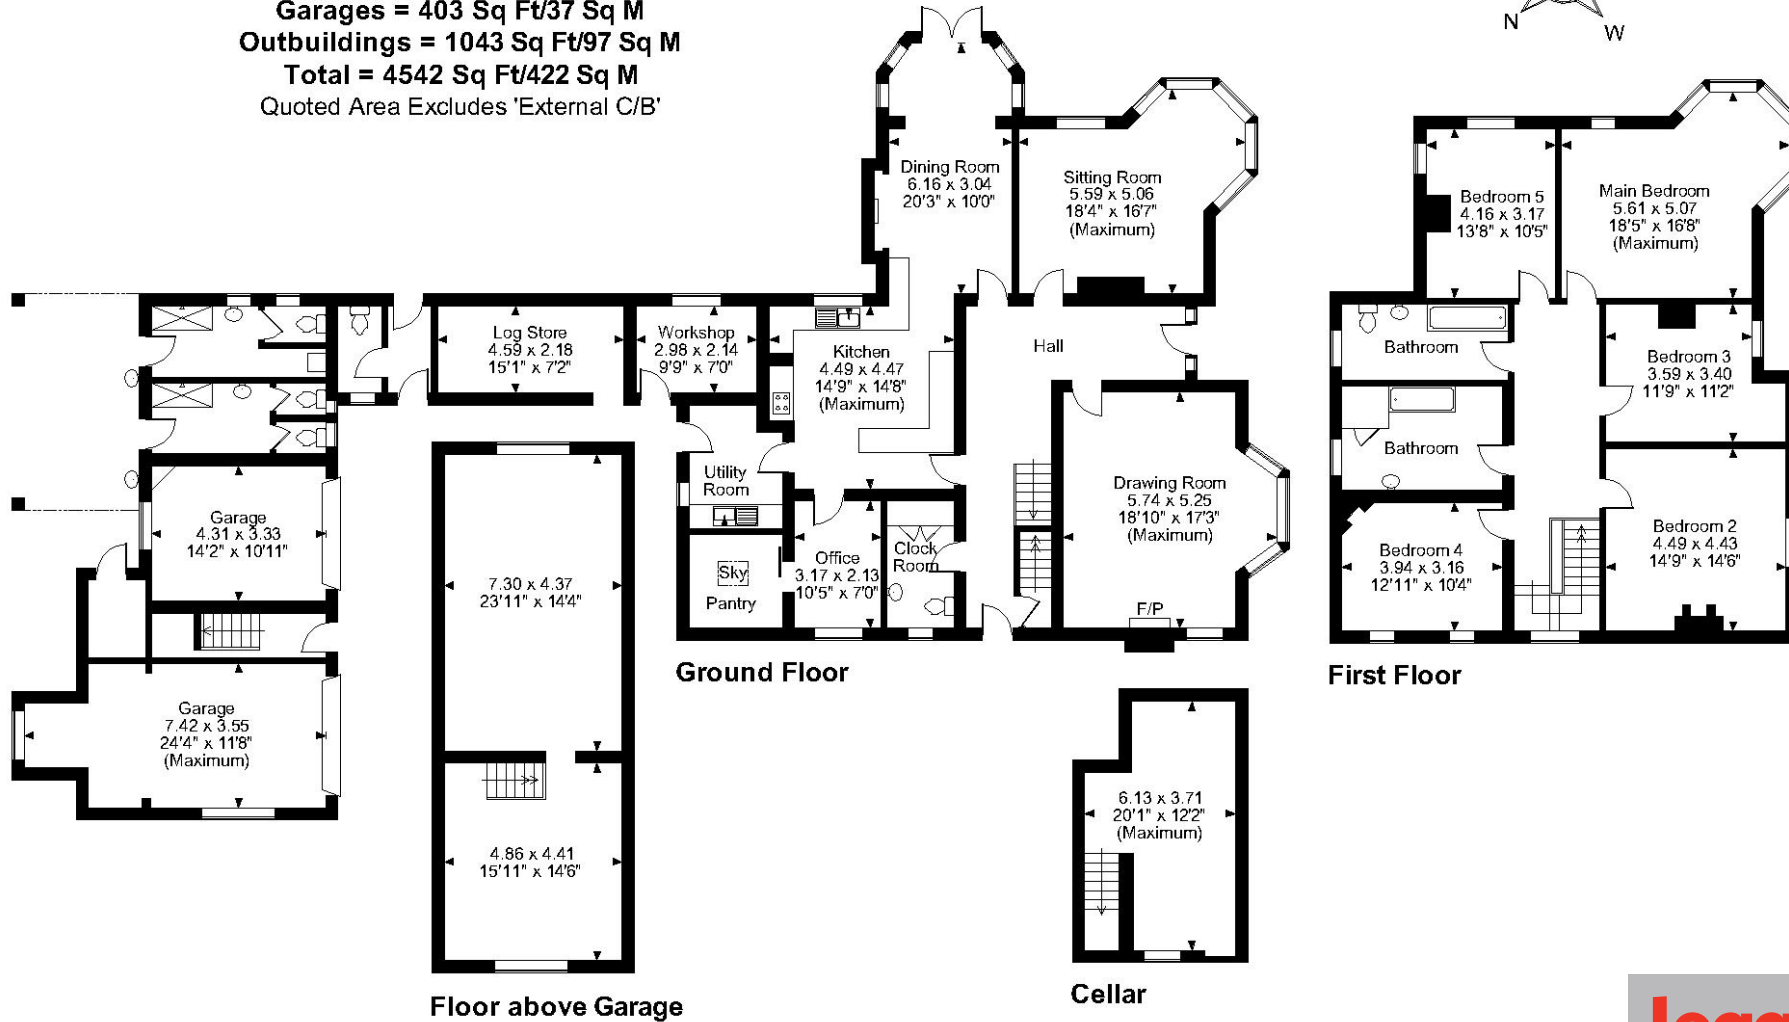 Garages = 403 Sq Ft/37 Sq M
Outbuildings = 1043 Sq Ft/97 Sq M
Total = 4542 Sq Ft/422 Sq M
Quoted Area Excludes 'External C/B'
N
W
Dining Room
6.16 x 3.04
20'3" x 10'0"
Sitting Room
5.59 x 5.06
18'4" x 16'7"
(Maximum)
Bedroom 5
4.16 x 3.17
13'8" x 10'5"
Main Bedroom
5.61 x 5.07
18'5" x 16'8"
(Maximum)
Log Store
4.59 x 2.18
15'1" x 7'2"
Workshop
2.98 x 2.14
9'9" x 7'0"
Kitchen
4.49 x 4.47
14'9" x 14'8"
(Maximum)
Hall
Bathroom
Bedroom 3
3.59 x 3.40
11'9" x 11'2"
Bathroom
Utility
Room
Drawing Room
5.74 x 5.25
18'10" x 17'3"
(Maximum)
Garage
4.31 x 3.33
14'2" x 10'11"
Bedroom 2
4.49 x 4.43
14'9" x 14'6"
Office
3.17 x 2.13
10'5" x 7'0"
Clock
Room
Bedroom 4
3.94 x 3.16
12'11" x 10'4"
Sky
Pantry
7.30 x 4.37
23'11" x 14'4"
F/P
Ground Floor
First Floor
Garage
7.42 x 3.55
24'4" x 11'8"
(Maximum)
6.13 x 3.71
20'1" x 12'2"
(Maximum)
4.86 x 4.41
15'11" x 14'6"
Cellar
Floor above Garage